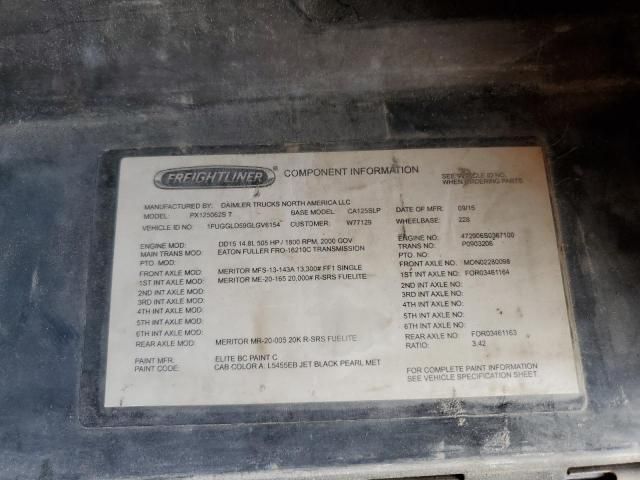 FREIGHTLINER COMPONENT INFORMATION SEE VEHICLE ID NO.
WHEN ORDERING PARTS
MANUFACTURED BY: DAIMLER TRUCKS NORTH AMERICA LLC DATE OF MFR: 09/15
MODEL: PX125062S T BASE MODEL: CA125SLP WHEELBASE: 228
VEHICLE ID NO: 1FUGGLD59GLGV6154 CUSTOMER: W77129
ENGINE MOD: DD15 14.8L 505 HP / 1800 RPM, 2000 GOV ENGINE NO: 472906S0367100
MAIN TRANS MOD: EATON FULLER FRO-16210C TRANSMISSION TRANS NO: P0903206
PTO. MOD: PTO NO:
FRONT AXLE MOD: MERITOR MFS-13-143A 13,300# FF1 SINGLE FRONT AXLE NO: MON02280098
1ST INT AXLE MOD: MERITOR ME-20-165 20,000# R-SRS FUELITE 1ST INT AXLE NO: FOR03461164
2ND INT AXLE MOD: 2ND INT AXLE NO:
3RD INT AXLE MOD: 3RD INT AXLE NO:
4TH INT AXLE MOD: 4TH INT AXLE NO:
5TH INT AXLE MOD: 5TH INT AXLE NO:
6TH INT AXLE MOD: 6TH INT AXLE NO:
REAR AXLE MOD: MERITOR MR-20-005 20K R-SRS FUELITE REAR AXLE NO: FOR03461163
RATIO: 3.42
PAINT MFR: ELITE BC PAINT C
PAINT CODE: CAB COLOR A: L5455EB JET BLACK PEARL MET
FOR COMPLETE PAINT INFORMATION
SEE VEHICLE SPECIFICATION SHEET.